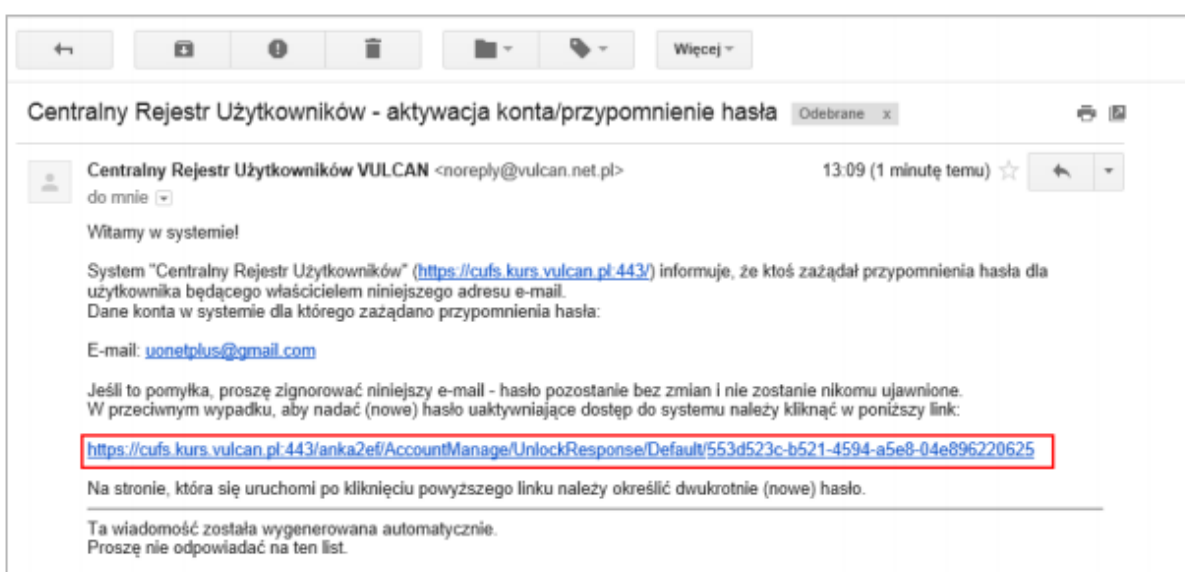 Więcej
Centralny Rejestr Użytkowników - aktywacja konta/przypomnienie hasła Odebrane x
Centralny Rejestr Użytkowników VULCAN <noreply@vulcan.net.pl> 13:09 (1 minutę temu)
do mnie
Witamy w systemie!
System "Centralny Rejestr Użytkowników" (https://cufs.kurs.vulcan.pl:443/) informuje, że ktoś zażądał przypomnienia hasła dla
użytkownika będącego właścicielem niniejszego adresu e-mail.
Dane konta w systemie dla którego zażądano przypomnienia hasła:
E-mail: uonetplus@gmail.com
Jeśli to pomyłka, proszę zignorować niniejszy e-mail - hasło pozostanie bez zmian i nie zostanie nikomu ujawnione.
W przeciwnym wypadku, aby nadać (nowe) hasło uaktywniające dostęp do systemu należy kliknąć w poniższy link:
https://cufs.kurs.vulcan.pl:443/anka2ef/AccountManage/UnlockResponse/Default/553d523c-b521-4594-a5e8-04e896220625
Na stronie, która się uruchomi po kliknięciu powyższego linku należy określić dwukrotnie (nowe) hasło.
Ta wiadomość została wygenerowana automatycznie.
Proszę nie odpowiadać na ten list.